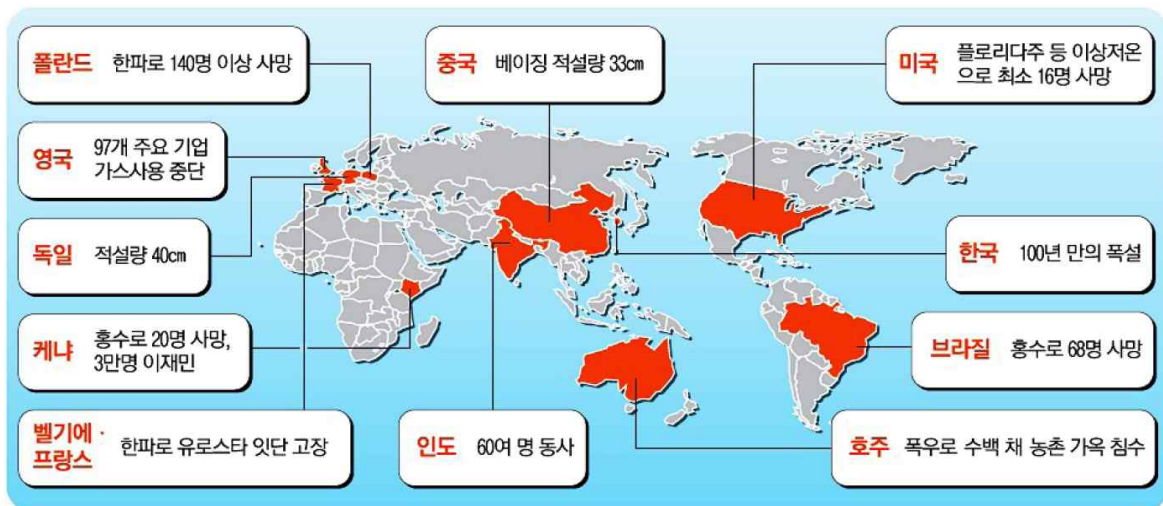 폴란드 한파로 140명 이상 사망
중국 베이징 적설량 33㎝
미국 플로리다주 등 이상저온
으로 최소 16명 사망
영국 97개 주요 기업
가스사용 중단
독일 적설량 40㎝
한국 100년 만의 폭설
케냐 홍수로 20명 사망,
3만명 이재민
브라질 홍수로 68명 사망
벨기에·
프랑스 한파로 유로스타 잇단 고장
인도 60여 명 동사
호주 폭우로 수백 채 농촌 가옥 침수